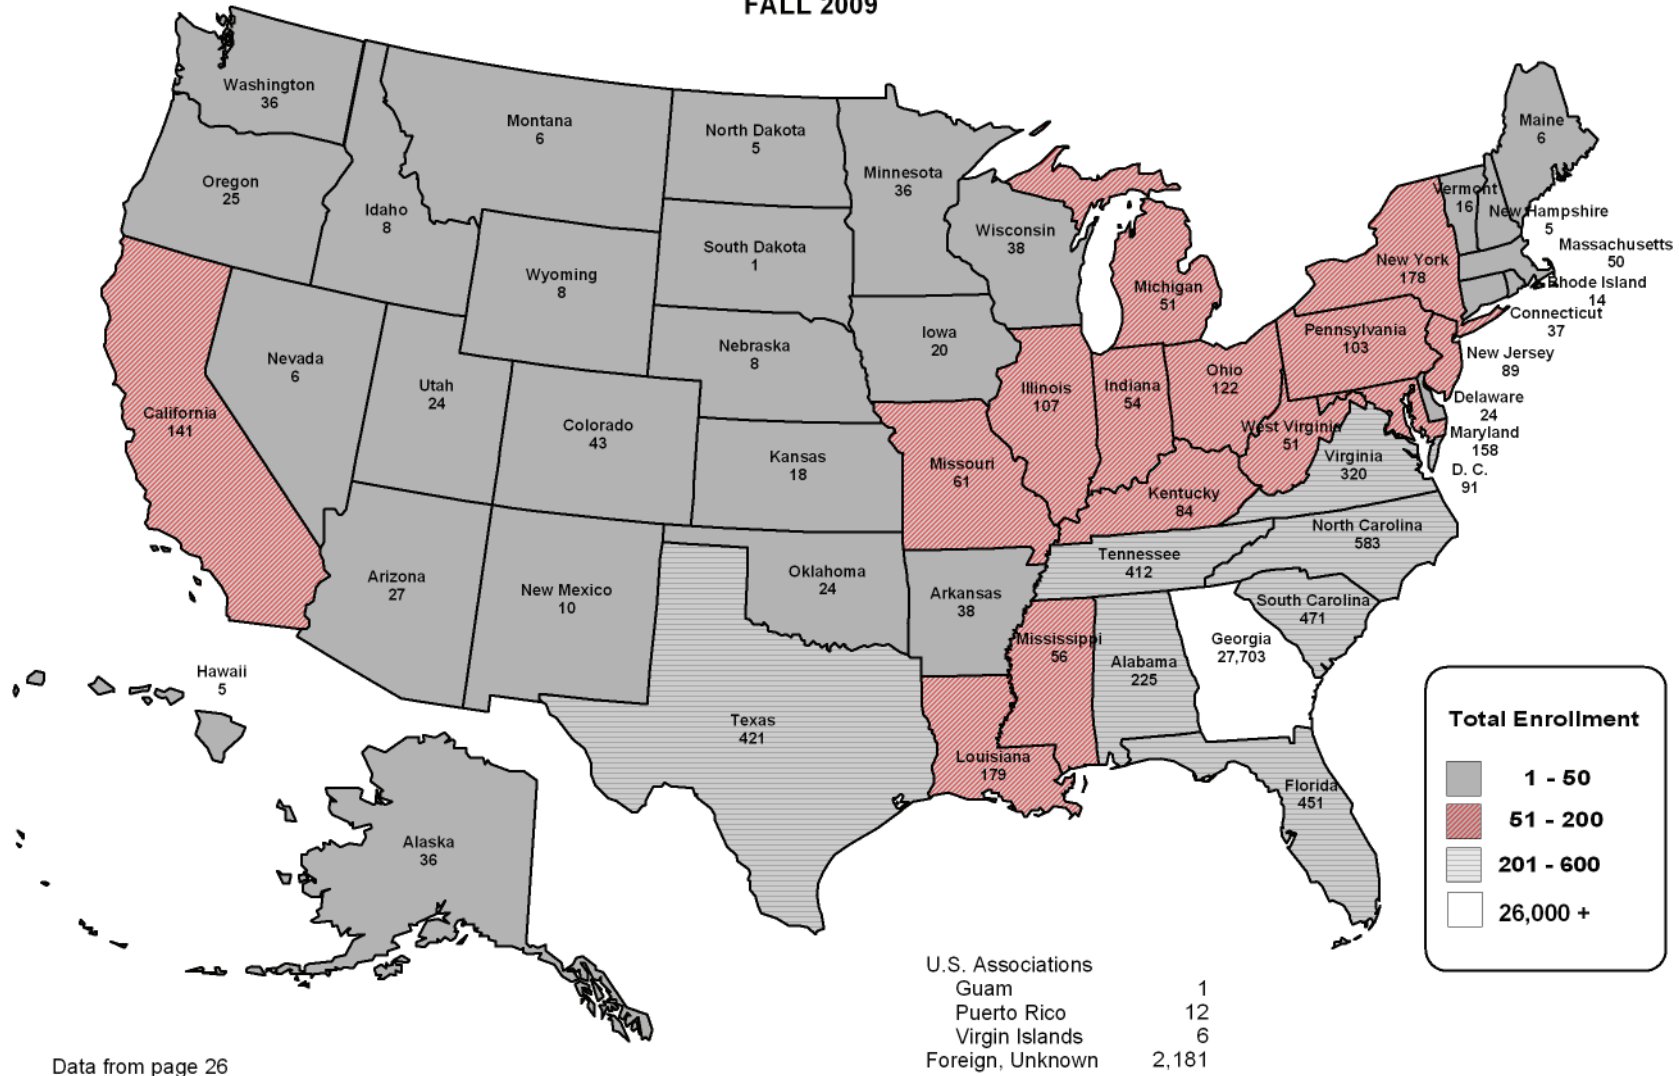 FALL 2009
Washington
36
Oregon
25
Idaho
8
Montana
6
North Dakota
5
Minnesota
36
Wisconsin
38
South Dakota
1
Wyoming
8
Nebraska
8
Iowa
20
Michigan
51
Maine
6
Vermont
16
New Hampshire
5
Massachusetts
50
Rhode Island
14
Connecticut
37
New York
178
Pennsylvania
103
New Jersey
89
Delaware
24
Maryland
158
D. C.
91
California
141
Nevada
6
Utah
24
Colorado
43
Kansas
18
Missouri
61
Illinois
107
Indiana
54
Ohio
122
West Virginia
51
Virginia
320
Kentucky
84
North Carolina
583
Tennessee
412
South Carolina
471
Arizona
27
New Mexico
10
Oklahoma
24
Arkansas
38
Mississippi
56
Alabama
225
Georgia
27,703
Texas
421
Louisiana
179
Florida
451
Hawaii
5
Alaska
36
Total Enrollment
1 - 50
51 - 200
201 - 600
26,000 +
U.S. Associations
Guam 1
Puerto Rico 12
Virgin Islands 6
Foreign, Unknown 2,181
Data from page 26